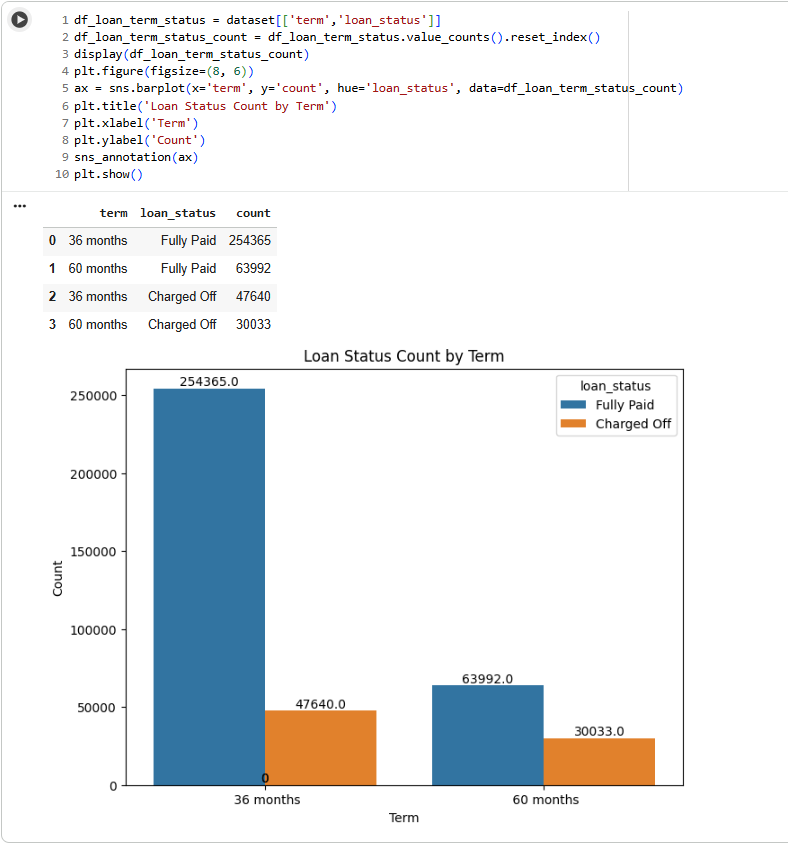 1 df_loan_term_status = dataset[['term','loan_status']]
2 df_loan_term_status_count = df_loan_term_status.value_counts().reset_index()
3 display(df_loan_term_status_count)
4 plt.figure(figsize=(8, 6))
5 ax = sns.barplot(x='term', y='count', hue='loan_status', data=df_loan_term_status_count)
6 plt.title('Loan Status Count by Term')
7 plt.xlabel('Term')
8 plt.ylabel('Count')
9 sns_annotation(ax)
10 plt.show()
...
term loan_status count
0 36 months Fully Paid 254365
1 60 months Fully Paid 63992
2 36 months Charged Off 47640
3 60 months Charged Off 30033
Loan Status Count by Term
254365.0
loan_status
Fully Paid
Charged Off
250000
200000
150000
100000
50000
0
Count
63992.0
47640.0
30033.0
0
36 months 60 months
Term